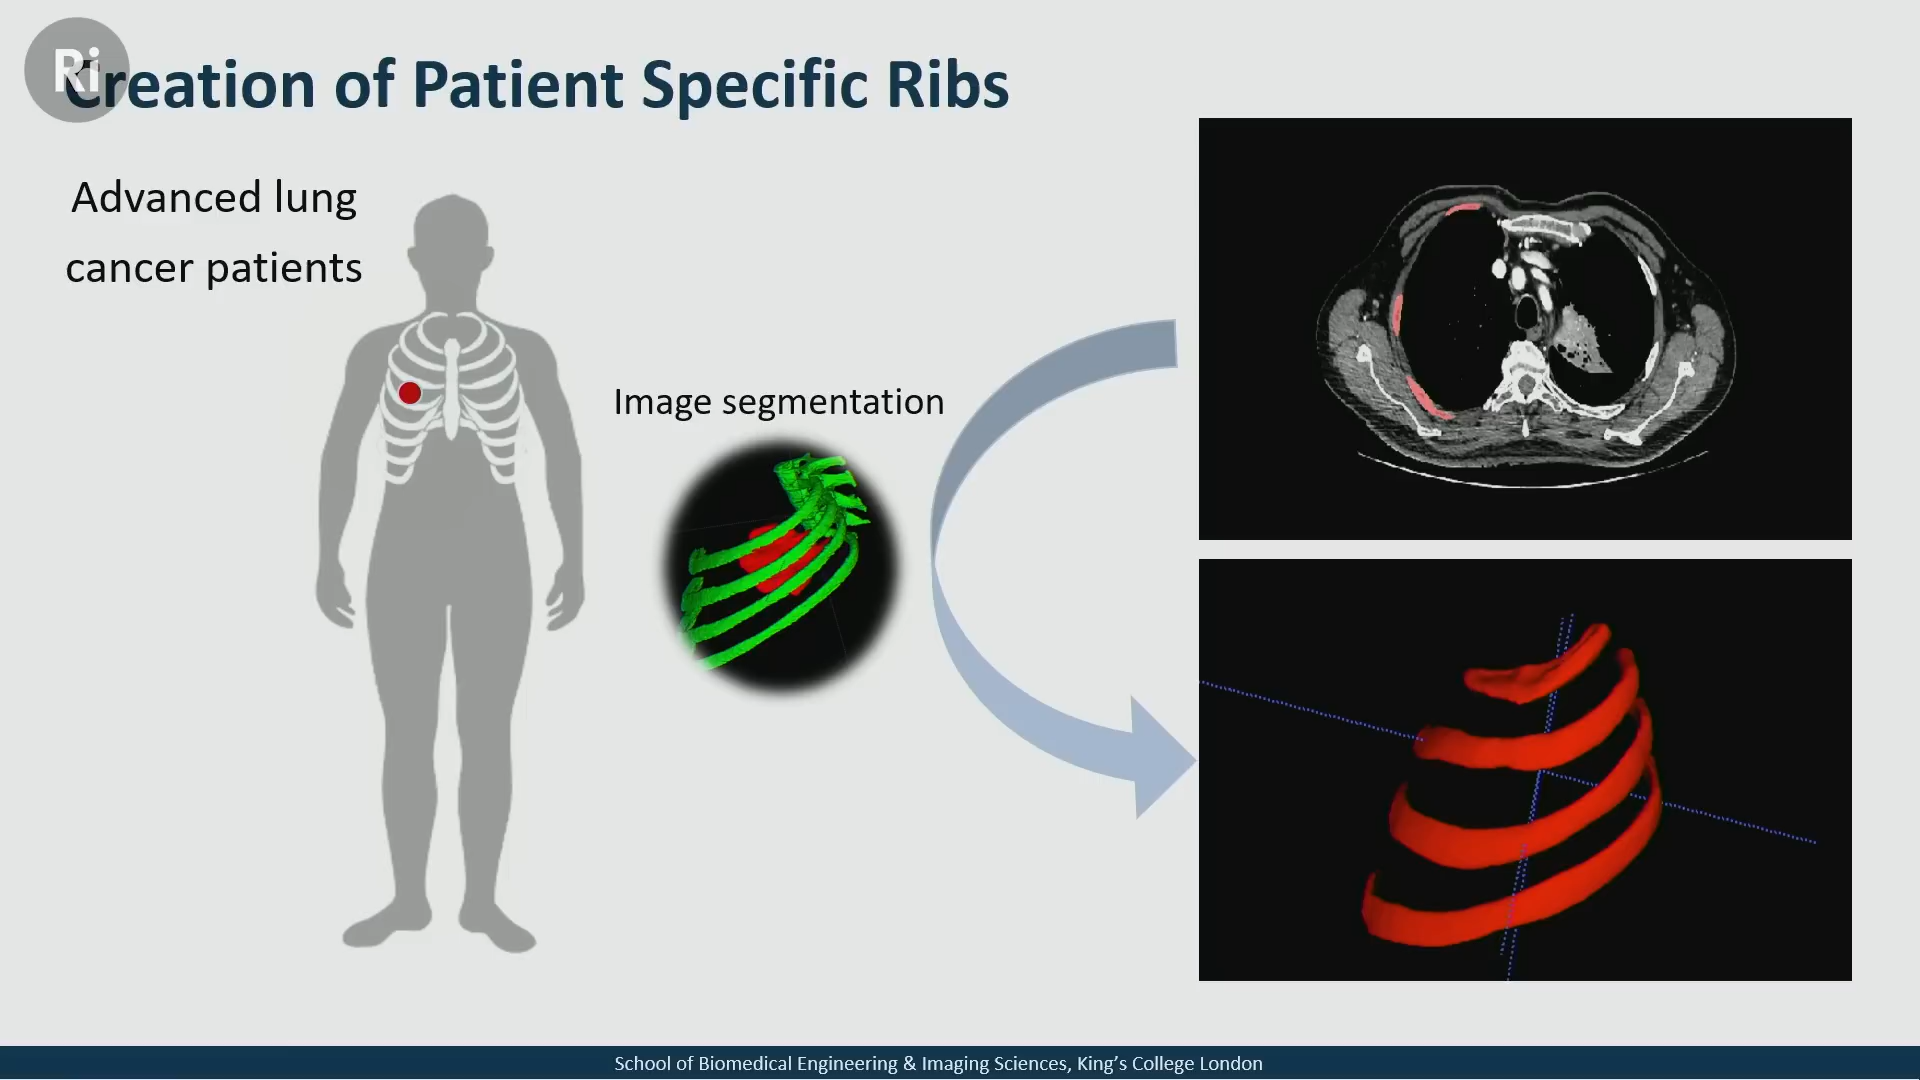 Ri
Creation of Patient Specific Ribs
Advanced lung
cancer patients
Image segmentation
School of Biomedical Engineering & Imaging Sciences, King’s College London